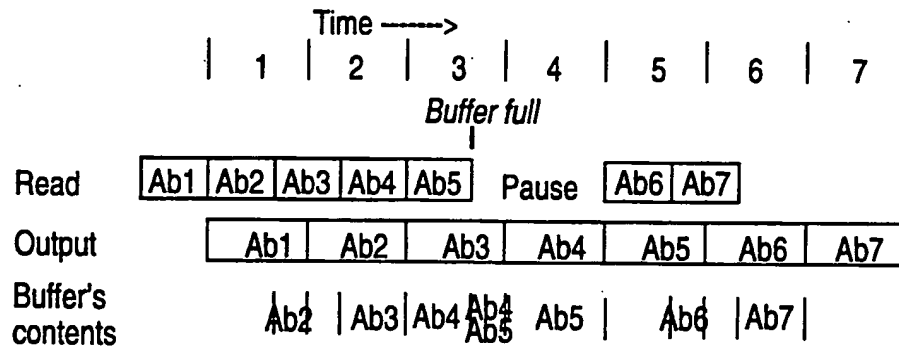 Time ------>
| 1 | 2 | 3 | 4 | 5 | 6 | 7
Buffer full
Read Ab1 Ab2 Ab3 Ab4 Ab5 Pause Ab6 Ab7
Output Ab1 Ab2 Ab3 Ab4 Ab5 Ab6 Ab7
Buffer's
contents Ab2 Ab3 Ab4 Ab4 Ab5 Ab5 Ab6 Ab7